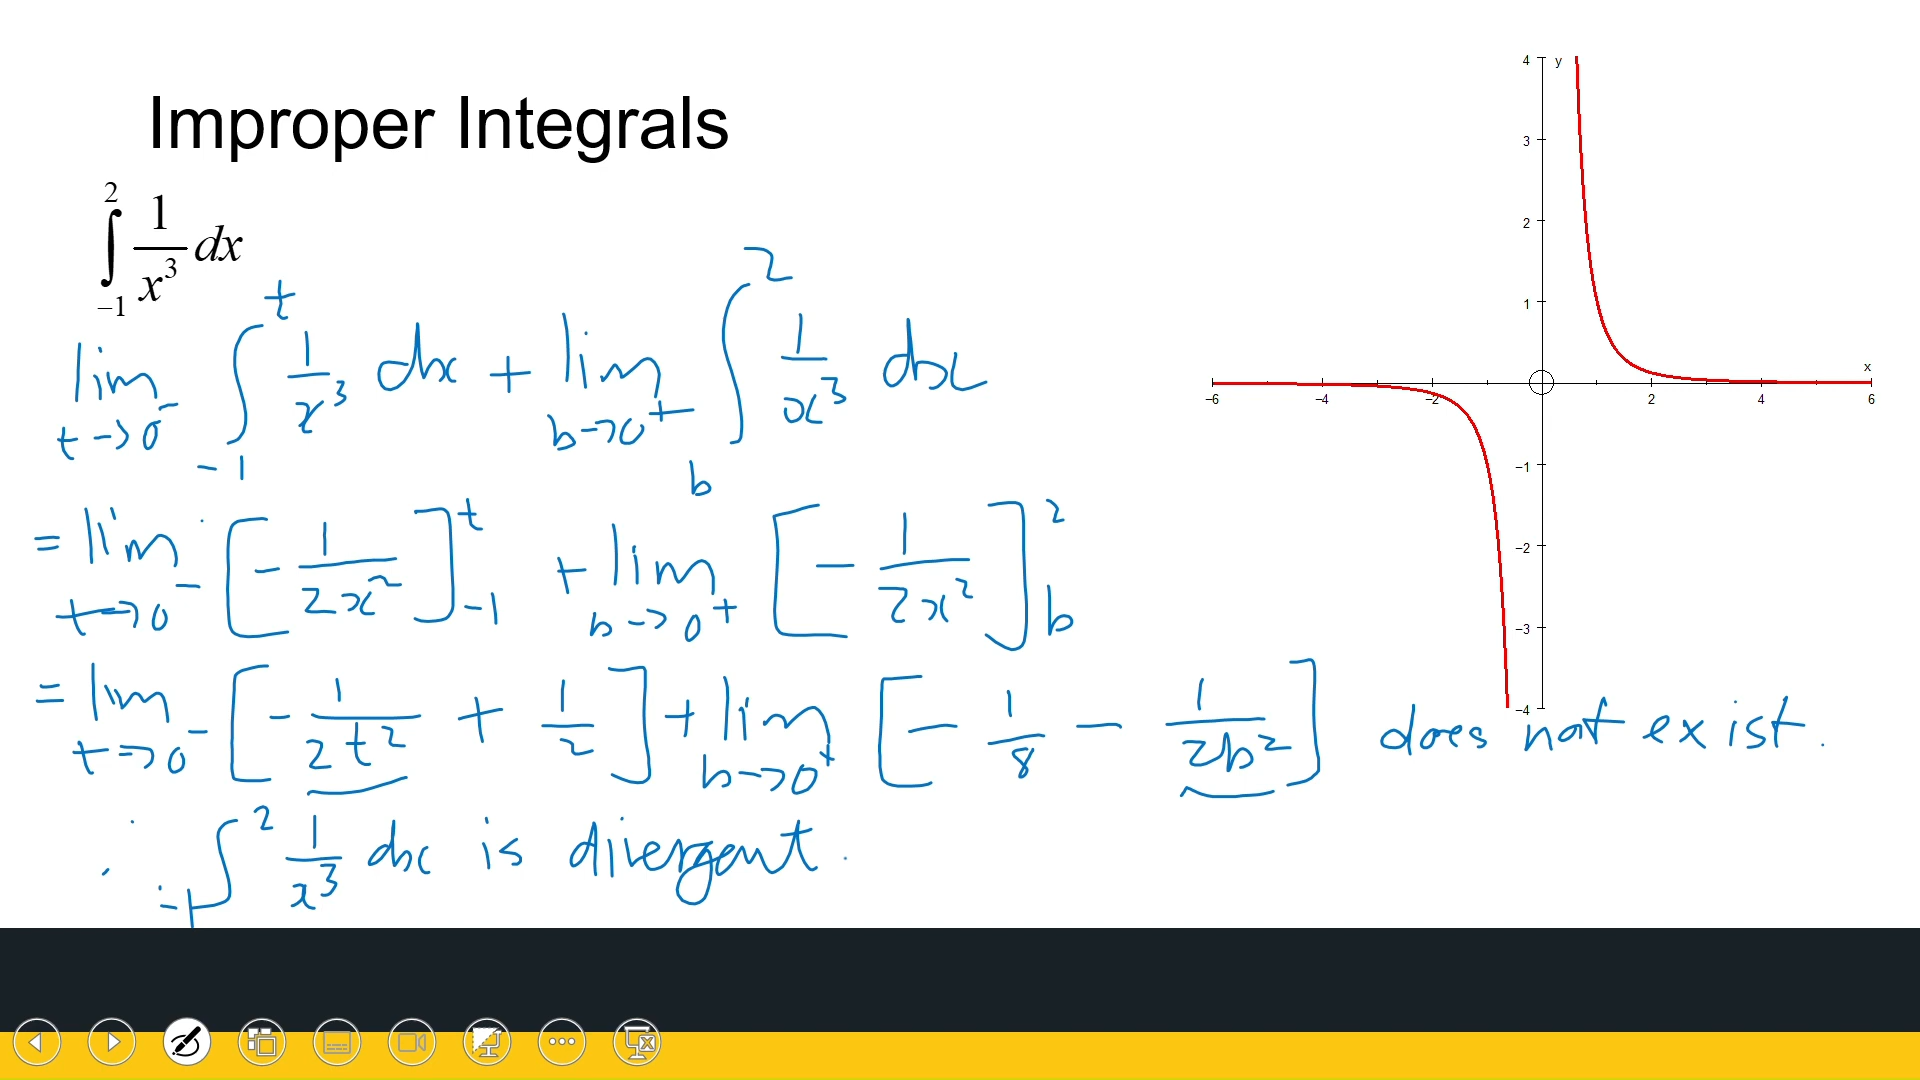 Improper Integrals
∫_{−1}^{2} 1/x³ dx
lim_{t→0⁻} ∫_{-1}^{t} 1/x³ dx + lim_{b→0⁺} ∫_{b}^{2} 1/x³ dx
= lim_{t→0⁻} [-1/(2x²)]_{-1}^{t} + lim_{b→0⁺} [-1/(2x²)]_{b}^{2}
= lim_{t→0⁻} [-1/(2t²) + 1/2] + lim_{b→0⁺} [-1/8 - 1/(2b²)] does not exist.
∴ ∫_{-1}^{2} 1/x³ dx is divergent.
y
4
3
2
1
−1
−2
−3
−4
x
−6 −4 −2 2 4 6